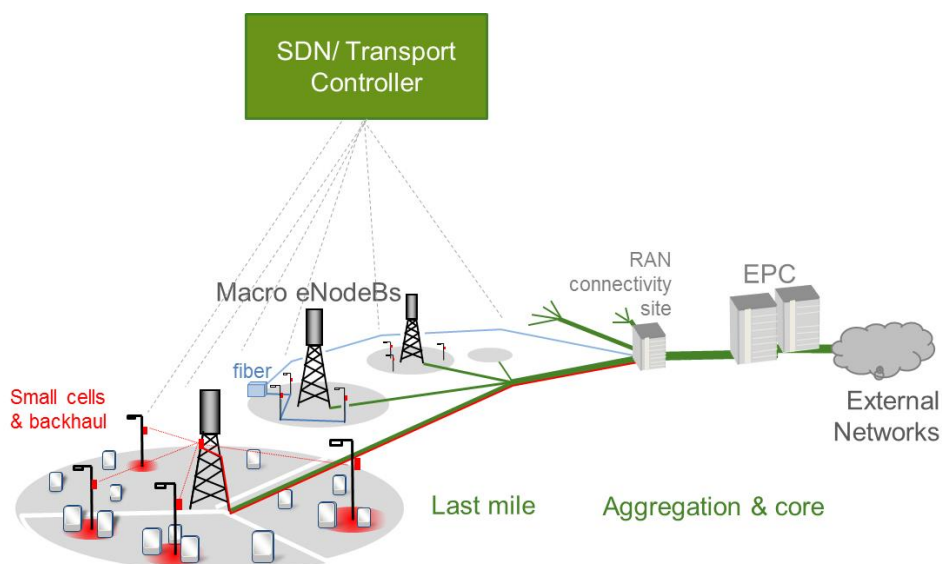 SDN/ Transport
Controller
Macro eNodeBs
RAN
connectivity
site
EPC
fiber
Small cells
& backhaul
External
Networks
Last mile
Aggregation & core